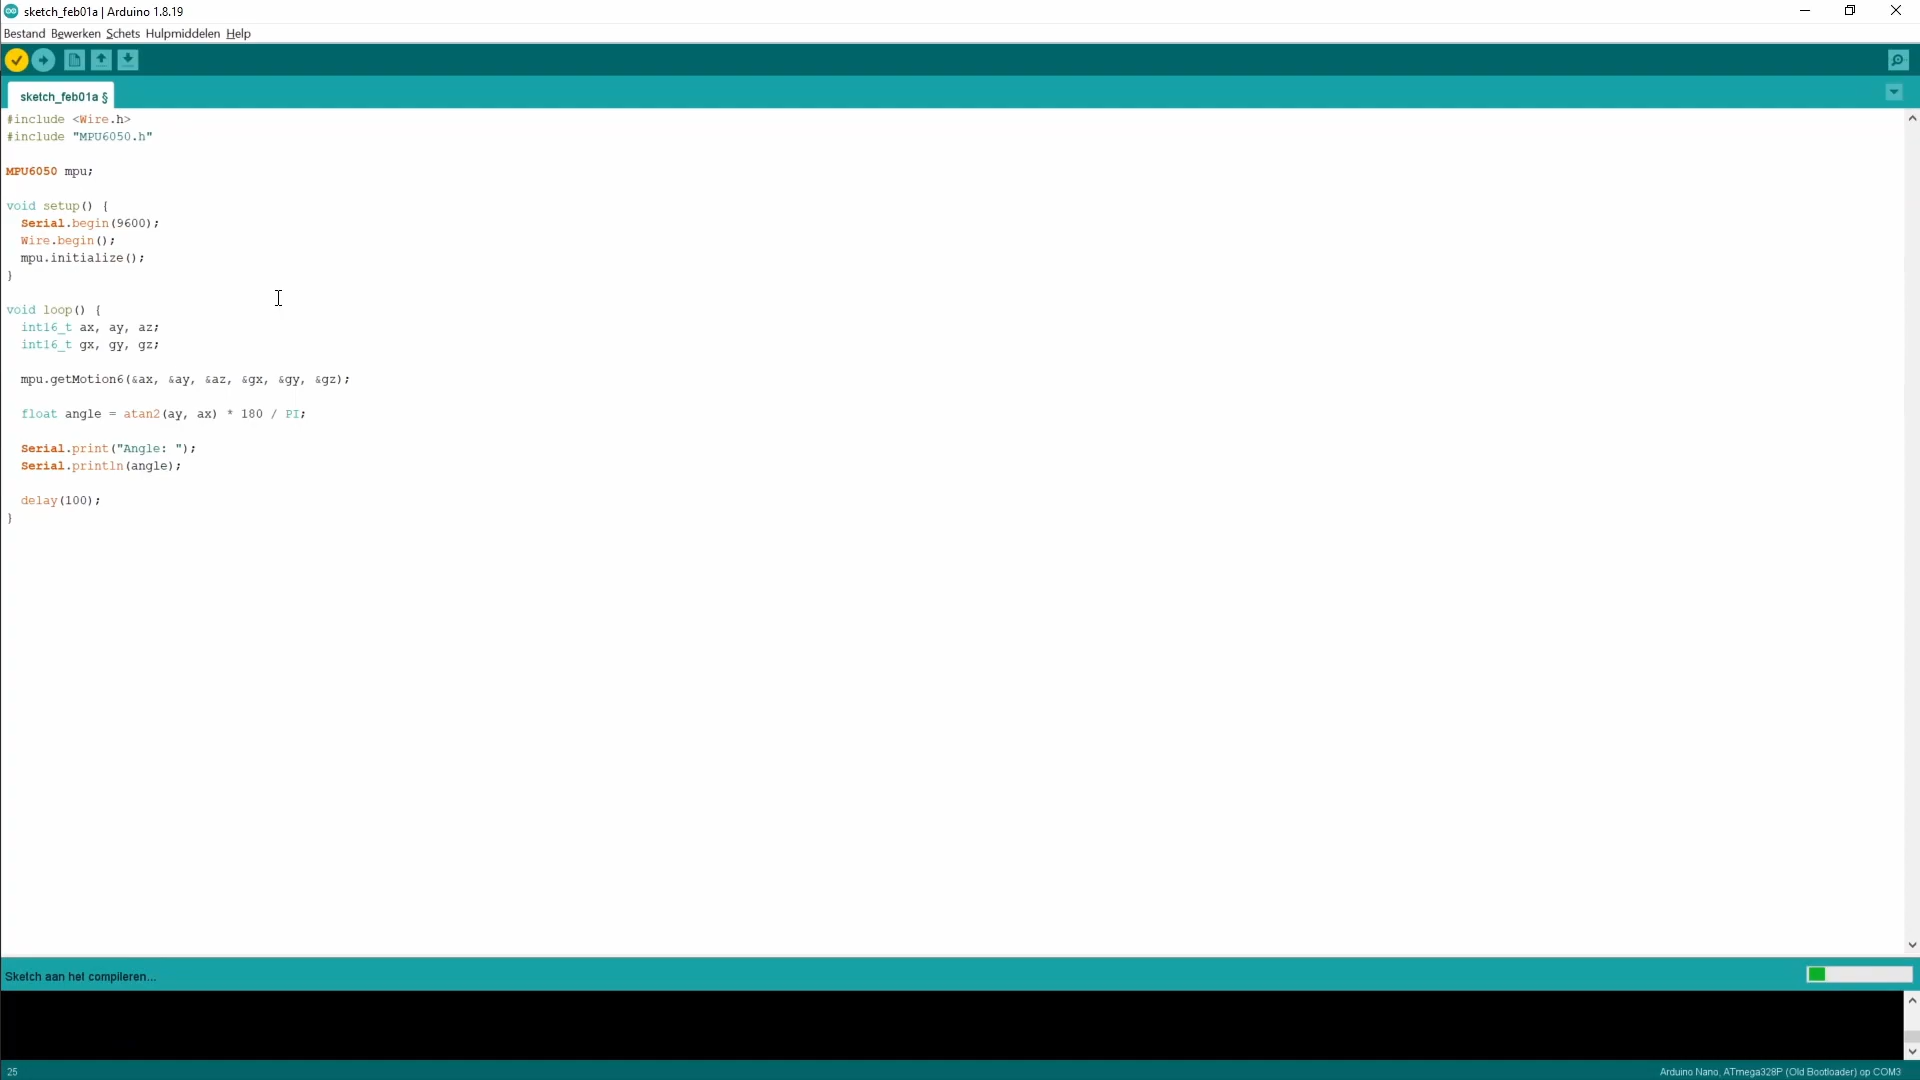 sketch_feb01a | Arduino 1.8.19
Bestand Bewerken Schets Hulpmiddelen Help
sketch_feb01a §
#include <Wire.h>
#include "MPU6050.h"
MPU6050 mpu;
void setup() {
Serial.begin(9600);
Wire.begin();
mpu.initialize();
}
void loop() {
int16_t ax, ay, az;
int16_t gx, gy, gz;
mpu.getMotion6(&ax, &ay, &az, &gx, &gy, &gz);
float angle = atan2(ay, ax) * 180 / PI;
Serial.print("Angle: ");
Serial.println(angle);
delay(100);
}
Sketch aan het compileren...
25
Arduino Nano, ATmega328P (Old Bootloader) op COM3